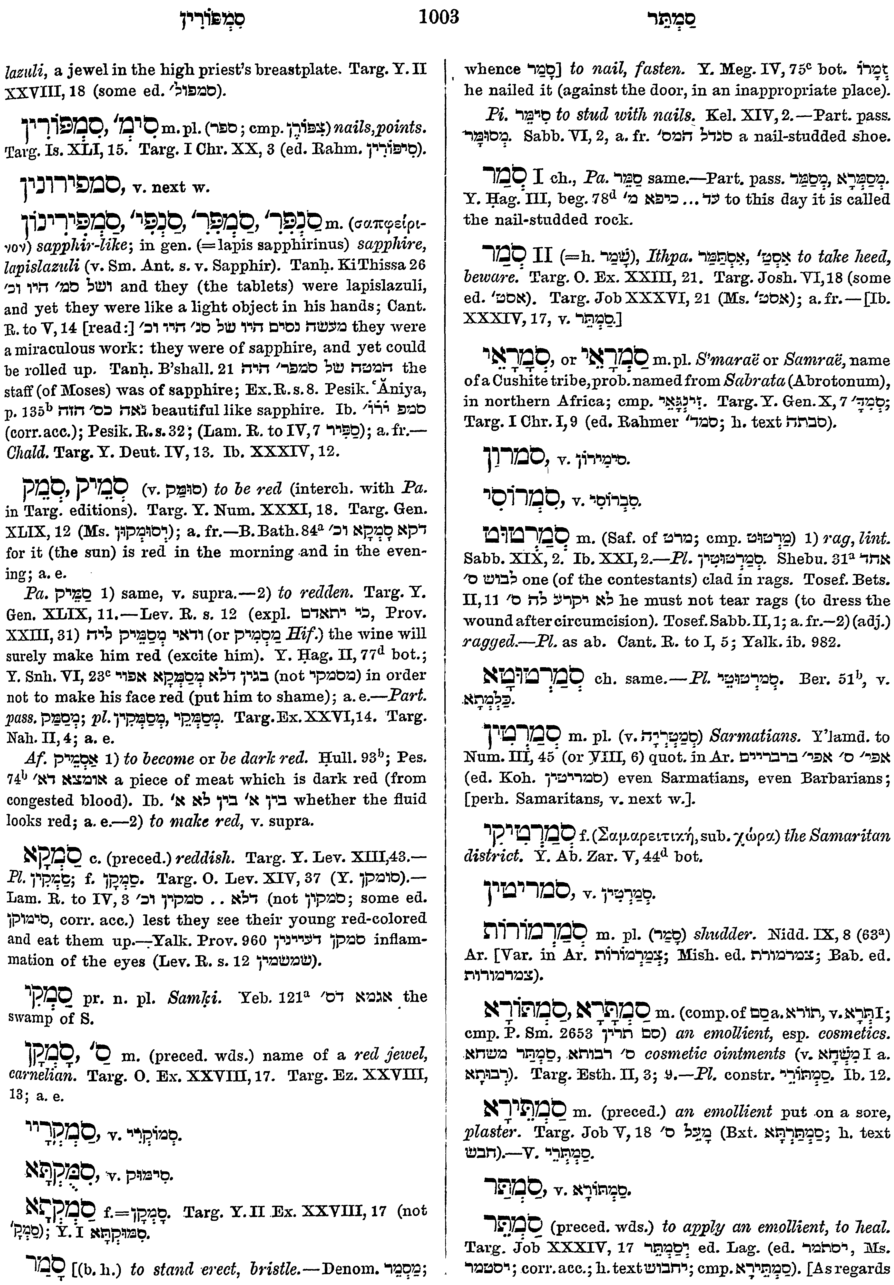 סִמְפּוֹרִין
1003
סַמְתֵּר
lazuli, a jewel in the high priest's breastplate. Targ. Y. II
XXVIII, 18 (some ed. סמפול׳).
סִימְ׳, סִמְפּוֹרִין m. pl. (ספר; cmp. צִפּוֹרֶן) nails, points.
Targ. Is. XLI, 15. Targ. I Chr. XX, 3 (ed. Rahm. סִיפּוֹרִין).
סמפירונין, v. next w.
סַמְפִּירִינוֹן, סַנְפִּי׳, סַמְפְּר׳, סַנְפְּר׳ m. (σαπφείρι-
νον) sapphir-like; in gen. (=lapis sapphirinus) sapphire,
lapislazuli (v. Sm. Ant. s. v. Sapphir). Tanḥ. Ki Thissa 26
ושל סמ׳ היו וכ׳ and they (the tablets) were lapislazuli,
and yet they were like a light object in his hands; Cant.
R. to V, 14 [read:] מעשה נסים היו של סנ׳ היו וכ׳ they were
a miraculous work: they were of sapphire, and yet could
be rolled up. Tanḥ. B'shall. 21 המטה של סמפר׳ היה the
staff (of Moses) was of sapphire; Ex. R. s. 8. Pesik. ʿĂniya,
p. 135b נאה כס׳ הזה beautiful like sapphire. Ib. סמפ ירו׳
(corr. acc.); Pesik. R. s. 32; (Lam. R. to IV, 7 סַפִּיר); a. fr.—
Chald. Targ. Y. Deut. IV, 13. Ib. XXXIV, 12.
סְמֵיק, סְמֵק (v. סוּמַּק) to be red (interch. with Pa.
in Targ. editions). Targ. Y. Num. XXXI, 18. Targ. Gen.
XLIX, 12 (Ms. יְסוּמְקוּן); a. fr.—B. Bath. 84a דקא סָמְקָא וכ׳
for it (the sun) is red in the morning and in the even-
ing; a. e.
Pa. סַמֵּיק 1) same, v. supra.—2) to redden. Targ. Y.
Gen. XLIX, 11.—Lev. R. s. 12 (expl. כי יתאדם, Prov.
XXIII, 31) ודאי מְסַמֵּיק ליה (or מַסְמִיק Hif.) the wine will
surely make him red (excite him). Y. Ḥag. II, 77d bot.;
Y. Snh. VI, 23c בגין דלא מְסַמְּקָא אפוי (not מסמקי) in order
not to make his face red (put him to shame); a. e.—Part.
pass. מְסַמַּק; pl. מְסַמְּקִין, מְסַמְּקֵי. Targ. Ex. XXVI, 14. Targ.
Nah. II, 4; a. e.
Af. אַסְמֵיק 1) to become or be dark red. Ḥull. 93b; Pes.
74b אומצא דא׳ a piece of meat which is dark red (from
congested blood). Ib. בין א׳ בין לא א׳ whether the fluid
looks red; a. e.—2) to make red, v. supra.
סַמְקָא c. (preced.) reddish. Targ. Y. Lev. XIII, 43.—
Pl. סַמְקִין; f. סַמְקָן. Targ. O. Lev. XIV, 37 (Y. סומקן).—
Lam. R. to IV, 3 דלא .. סמקין וכ׳ (not סמקון; some ed.
סימוקין, corr. acc.) lest they see their young red-colored
and eat them up.—Yalk. Prov. 960 סמקן דעיינין inflam-
mation of the eyes (Lev. R. s. 12 שמשמין).
סַמְקֵי pr. n. pl. Samḳi. Yeb. 121a אגמא דס׳ the
swamp of S.
סַמְקָן, ס׳ m. (preced. wds.) name of a red jewel,
carnelian. Targ. O. Ex. XXVIII, 17. Targ. Ez. XXVIII,
13; a. e.
סַמְקְרַיי, v. סמוֹקְרֵי.
סַמֻּקְתָּא, v. סימוק.
סַמְקְתָא f.=סַמְקָן. Targ. Y. II Ex. XXVIII, 17 (not
סַמְקָ׳); Y. I סמוּקְתָא.
סָמַר [(b. h.) to stand erect, bristle.—Denom. מַסְמֵר;
whence סָמַר] to nail, fasten. Y. Meg. IV, 75c bot. זְמָרוֹ
he nailed it (against the door, in an inappropriate place).
Pi. סִימֵּר to stud with nails. Kel. XIV, 2.—Part. pass.
מְסוּמָּר. Sabb. VI, 2, a. fr. סנדל המס׳ a nail-studded shoe.
סְמַר I ch., Pa. סַמֵּר same.—Part. pass. מְסַמַּר, מְסַמְּרָא.
Y. Ḥag. III, beg. 78d עד ... כיפא מ׳ to this day it is called
the nail-studded rock.
סְמַר II (=h. שָׁמַר), Ithpa. אִסְתַּמַּר, אִסְט׳ to take heed,
beware. Targ. O. Ex. XXIII, 21. Targ. Josh. VI, 18 (some
ed. אסט׳). Targ. Job XXXVI, 21 (Ms. אסט׳); a. fr.—[Ib.
XXXIV, 17, v. סַמְתֵּר.]
סְמָרָאֵי, or סַמְרָאֵי m. pl. S'maraë or Samraë, name
of a Cushite tribe, prob. named from Sabrata (Abrotonum),
in northern Africa; cmp. זִינְגָּאֵי. Targ. Y. Gen. X, 7 סְמָדָ׳;
Targ. I Chr. I, 9 (ed. Rahmer סמד׳; h. text סבתה).
סמרון, v. סימירון.
סִמְרוֹסִי, v. סַבְרוֹסִי.
סְמַרְטוּט m. (Saf. of מרט; cmp. מַרְטוּט) 1) rag, lint.
Sabb. XIX, 2. Ib. XXI, 2.—Pl. סְמַרְטוּטִין. Shebu. 31a אחד
לבוש ס׳ one (of the contestants) clad in rags. Tosef. Bets.
II, 11 לא יקרע לה ס׳ he must not tear rags (to dress the
wound after circumcision). Tosef. Sabb. II, 1; a. fr.—2) (adj.)
ragged.—Pl. as ab. Cant. R. to I, 5; Yalk. ib. 982.
סְמַרְטוּטָא ch. same.—Pl. סְמַרְטוּטֵי. Ber. 51b, v.
כַּלְמְתָא.
סַמַרְטִין m. pl. (v. סַמַטְרְיָה) Sarmatians. Y'lamd. to
Num. III, 45 (or VIII, 6) quot. in Ar. אפי׳ ס׳ אפי׳ ברבריים
(ed. Koh. סמריטין) even Sarmatians, even Barbarians;
[perh. Samaritans, v. next w.].
סַמַרְטִיקִי f. (Σαμαρειτική, sub. χώρα) the Samaritan
district. Y. Ab. Zar. V, 44d bot.
סמריטין, v. סַמַרְטִין.
סְמַרְמוֹרוֹת m. pl. (סָמַר) shudder. Nidd. IX, 8 (63a)
Ar. [Var. in Ar. צְמַרְמוֹרוֹת; Mish. ed. צמרמורת; Bab. ed.
צמרמורות).
סַמְתְּרָא, סַמְתּוֹרָא m. (comp. of סַם a. תורא, v. תְּרָא I;
cmp. P. Sm. 2653 סם תרין) an emollient, esp. cosmetics.
ס׳ רבותא, סַמְתַּר משחא cosmetic ointments (v. מִשְׁחָא I a.
רְבוּתָא). Targ. Esth. II, 3; 9.—Pl. constr. סַמְתּוֹרֵי. Ib. 12.
סַמְתֵּירָא m. (preced.) an emollient put on a sore,
plaster. Targ. Job V, 18 מָעֵל ס׳ (Bxt. סַמְתַּרְתָּא; h. text
חבש).—V. סַמְתְּרֵי.
סַמְתַּר, v. סַמְתּוֹרָא.
סַמְתֵּר (preced. wds.) to apply an emollient, to heal.
Targ. Job XXXIV, 17 יְסַמְתֵּר ed. Lag. (ed. יסתמר, Ms.
יסטמר; corr. acc.; h. text יחבוש; cmp. סַמְתֵּירָא). [As regards